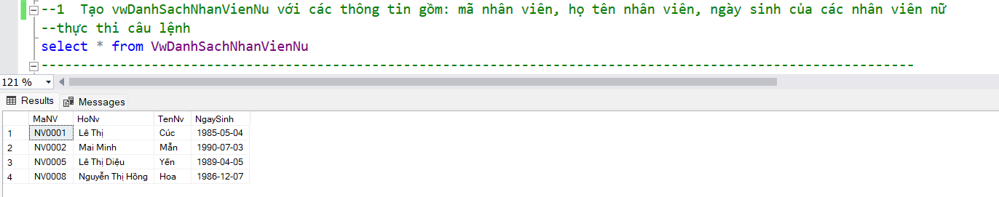 --1  Tạo vwDanhSachNhanVienNu với các thông tin gồm: mã nhân viên, họ tên nhân viên, ngày sinh của các nhân viên nữ
--thực thi câu lệnh
select * from VwDanhSachNhanVienNu
---------------------------------------------------------------------------------------------------------------
121 %
Results Messages
MaNV HoNv TenNv NgaySinh
1 NV0001 Lê Thị Cúc 1985-05-04
2 NV0002 Mai Minh Mẫn 1990-07-03
3 NV0005 Lê Thị Diệu Yến 1989-04-05
4 NV0008 Nguyễn Thị Hồng Hoa 1986-12-07